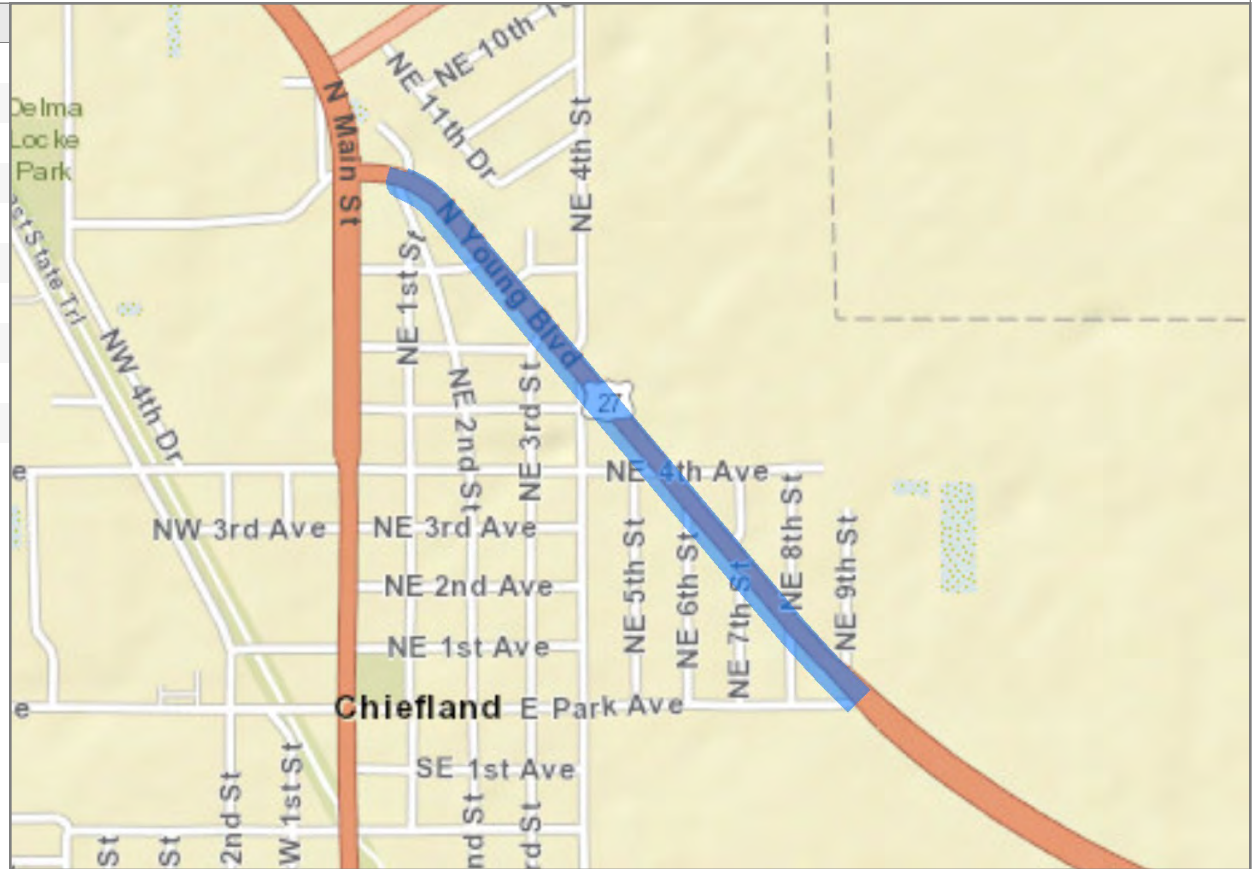 NE 10th
NE 11th Dr
N Main St
Delma
Locke
Park
NE 4th St
State Trl
N Young Blvd
NE 1st St
NW 4th Dr
NE 2nd St
NE 3rd St
27
NE 4th Ave
NW 3rd Ave
NE 3rd Ave
NE 5th St
NE 6th St
NE 7th St
NE 8th St
NE 9th St
NE 2nd Ave
NE 1st Ave
e
e
Chiefland
E Park Ave
SE 1st Ave
St
St
2nd St
W 1st St
nd St
rd St